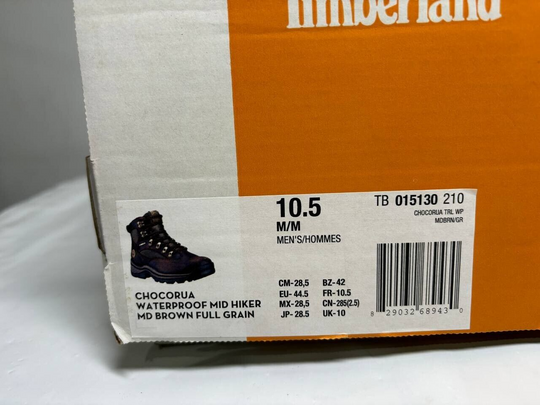 Timberland
10.5
M/M
MEN'S/HOMMES
TB 015130 210
CHOCORUA TRL WP
MDBRN/GR
CHOCORUA
WATERPROOF MID HIKER
MD BROWN FULL GRAIN
CM-28,5 BZ-42
EU- 44.5 FR-10.5
MX-28,5 CN-285(2.5)
JP- 28.5 UK-10
8 29032 68943 0